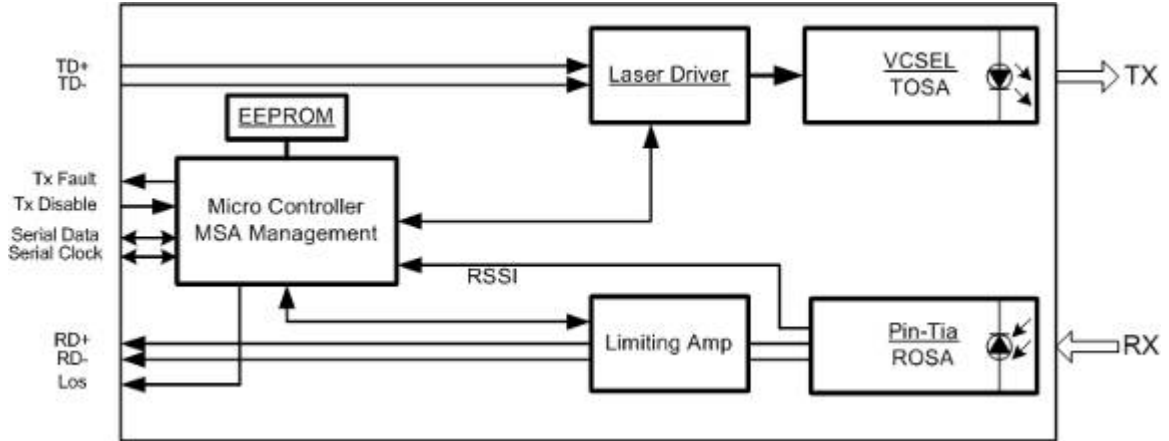 TD+
TD-
Laser Driver
VCSEL
TOSA
TX
EEPROM
Tx Fault
Tx Disable
Serial Data
Serial Clock
Micro Controller
MSA Management
RSSI
RD+
RD-
Los
Limiting Amp
Pin-Tia
ROSA
RX